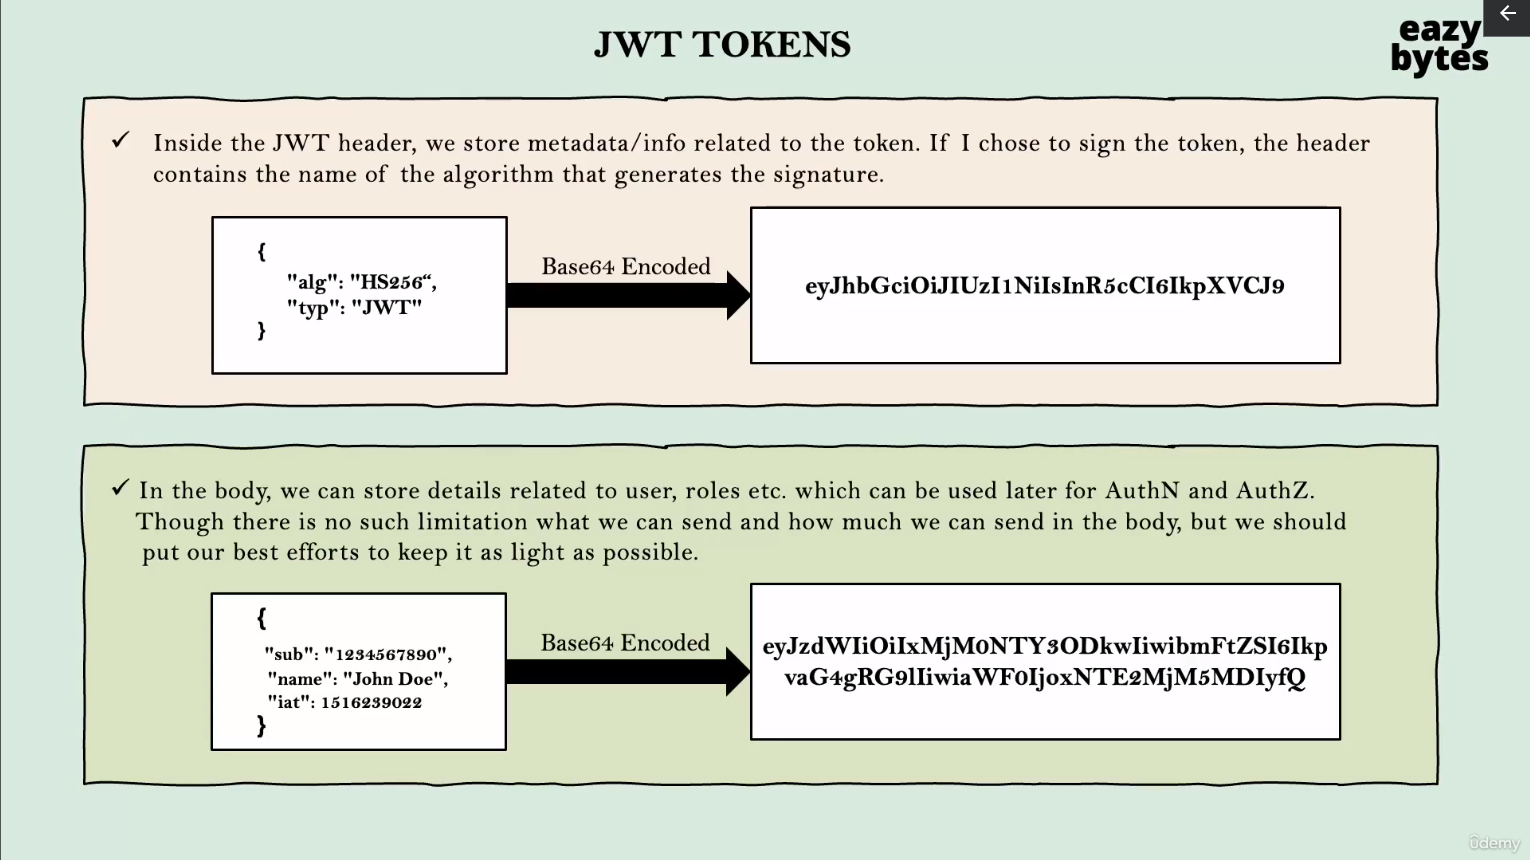 JWT TOKENS
eazy
bytes
✓ Inside the JWT header, we store metadata/info related to the token. If I chose to sign the token, the header
contains the name of the algorithm that generates the signature.
{
"alg": "HS256“,
"typ": "JWT"
}
Base64 Encoded
eyJhbGciOiJIUzI1NiIsInR5cCI6IkpXVCJ9
✓ In the body, we can store details related to user, roles etc. which can be used later for AuthN and AuthZ.
Though there is no such limitation what we can send and how much we can send in the body, but we should
put our best efforts to keep it as light as possible.
{
"sub": "1234567890",
"name": "John Doe",
"iat": 1516239022
}
Base64 Encoded
eyJzdWIiOiIxMjM0NTY3ODkwIiwibmFtZSI6Ikp
vaG4gRG9lIiwiaWF0IjoxNTE2MjM5MDIyfQ
ûdemy